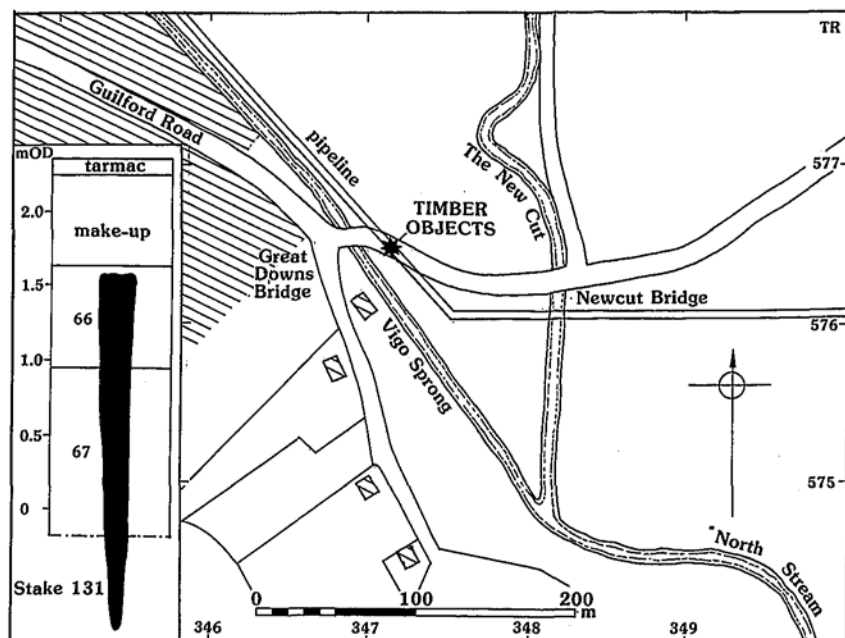 TR
Guilford Road
pipeline
The New Cut
577
TIMBER
OBJECTS
Great
Downs
Bridge
Newcut Bridge
576
Vigo Sprong
575
North Stream
mOD
tarmac
2.0
make-up
1.5
66
1.0
0.5
67
0
Stake 131
0
100
200
m
346
347
348
349